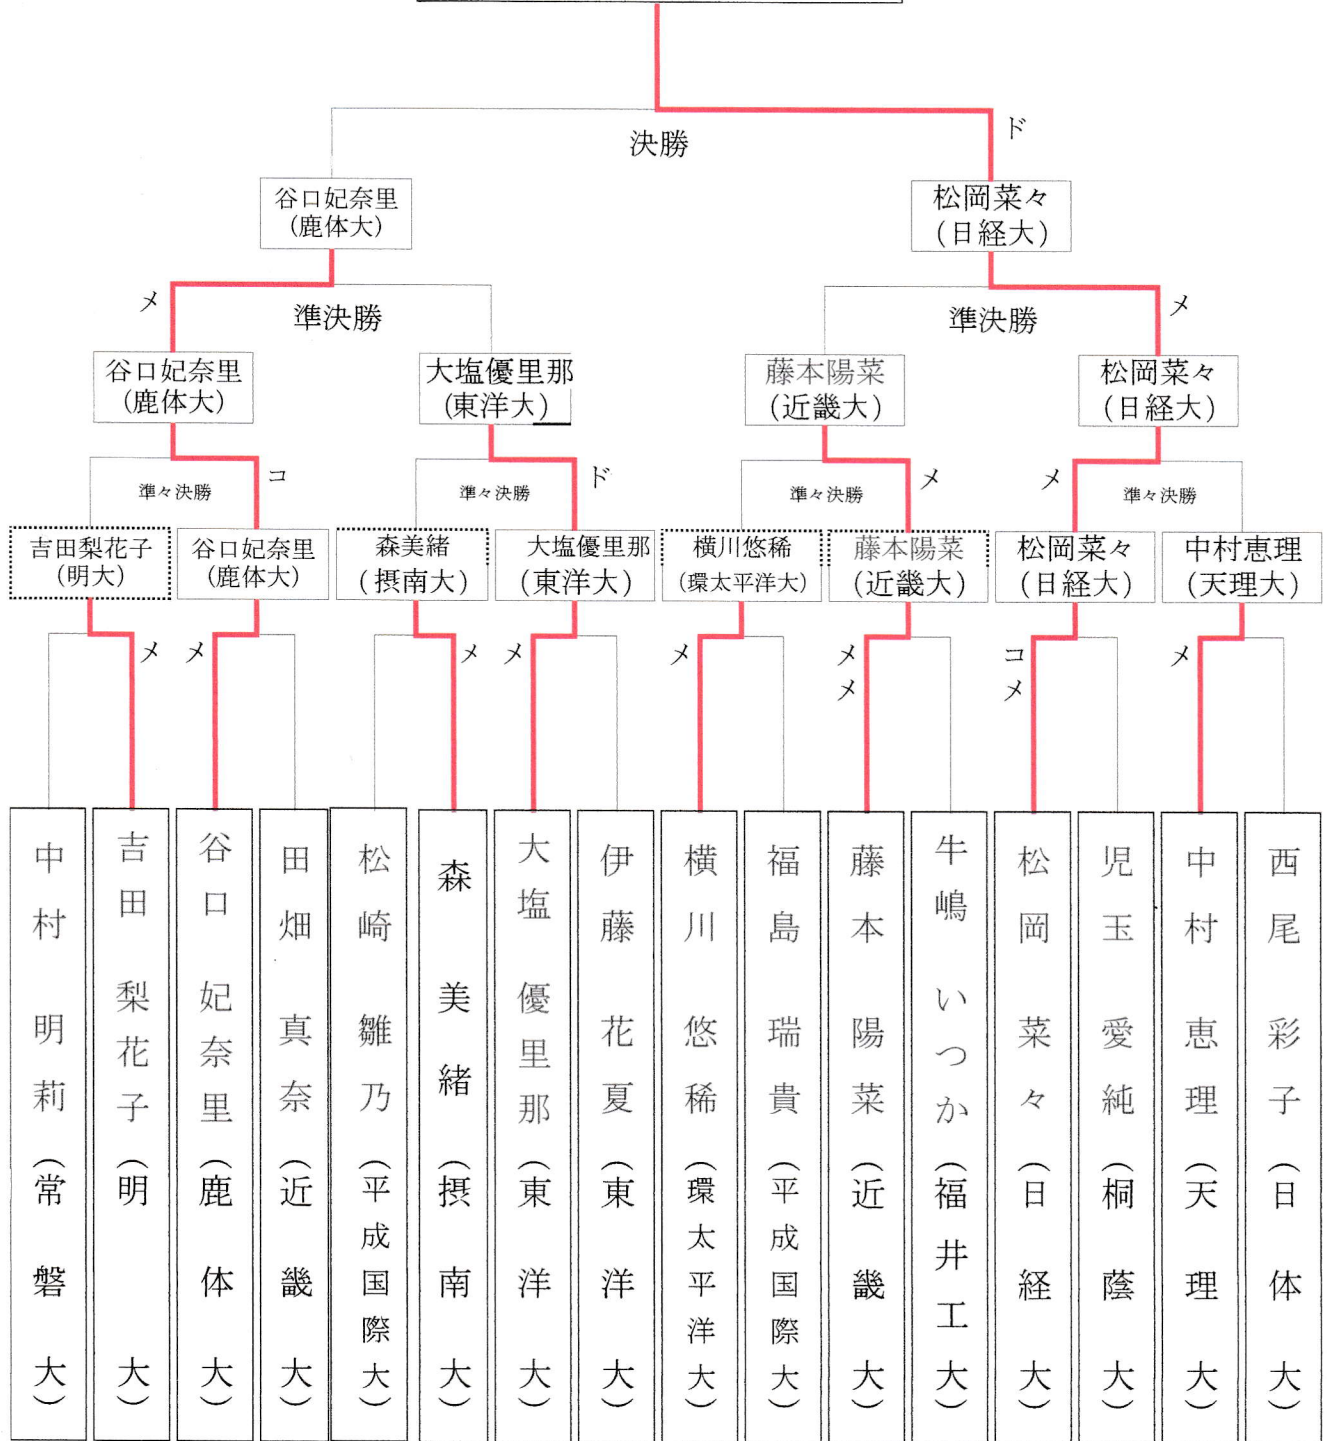 ド
決勝
谷口妃奈里
(鹿体大)
松岡菜々
(日経大)
メ
準決勝
準決勝
メ
谷口妃奈里
(鹿体大)
大塩優里那
(東洋大)
藤本陽菜
(近畿大)
松岡菜々
(日経大)
準々決勝
コ
準々決勝
ド
準々決勝
メ
メ
準々決勝
吉田梨花子
(明大)
谷口妃奈里
(鹿体大)
森美緒
(摂南大)
大塩優里那
(東洋大)
横川悠稀
(環太平洋大)
藤本陽菜
(近畿大)
松岡菜々
(日経大)
中村恵理
(天理大)
メ
メ
メ
メ
メ
メ
メ
コ
メ
メ
中村 明莉(常磐大)
吉田 梨花子(明大)
谷口 妃奈里(鹿体大)
田畑 真奈(近畿大)
松崎 雛乃(平成国際大)
森 美緒(摂南大)
大塩 優里那(東洋大)
伊藤 花夏(東洋大)
横川 悠稀(環太平洋大)
福島 瑞貴(平成国際大)
藤本 陽菜(近畿大)
牛嶋 いつか(福井工大)
松岡 菜々(日経大)
児玉 愛純(桐蔭大)
中村 恵理(天理大)
西尾 彩子(日体大)